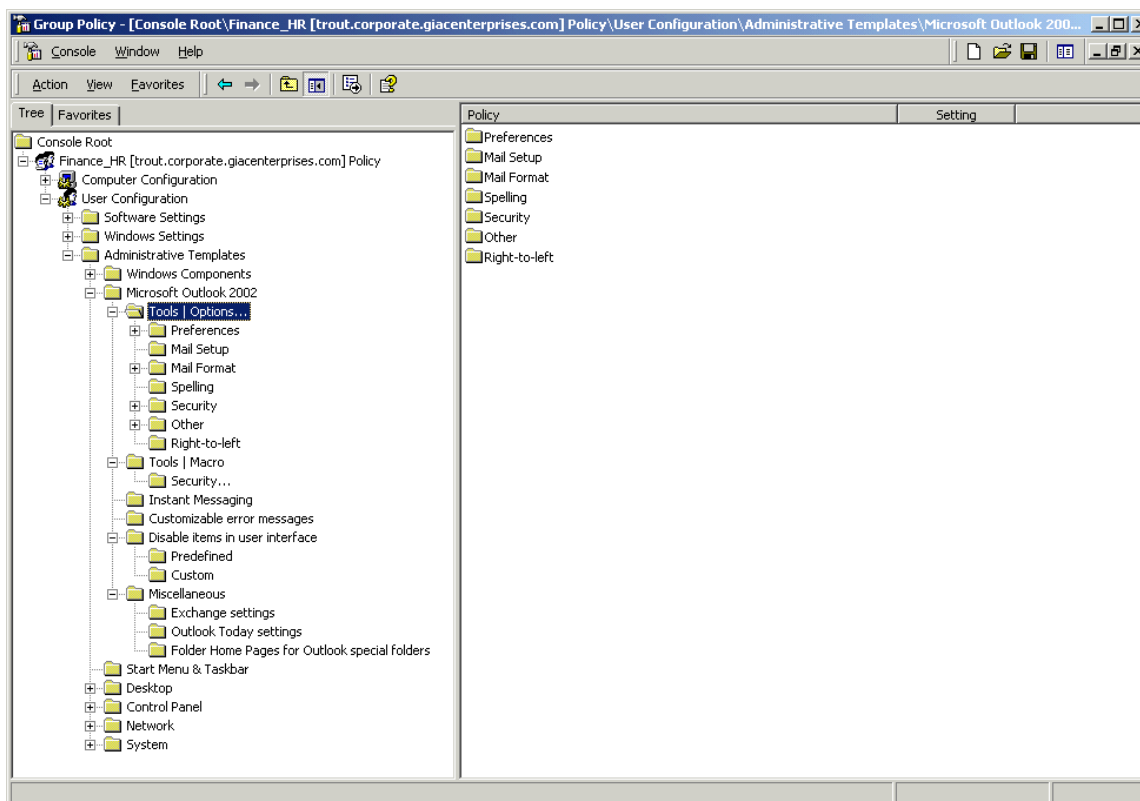 Group Policy - [Console Root\Finance_HR [trout.corporate.giacenterprises.com] Policy\User Configuration\Administrative Templates\Microsoft Outlook 200...
Console Window Help
Action View Favorites
Tree Favorites
Policy Setting
Console Root
Finance_HR [trout.corporate.giacenterprises.com] Policy
Computer Configuration
User Configuration
Software Settings
Windows Settings
Administrative Templates
Windows Components
Microsoft Outlook 2002
Tools | Options...
Preferences
Mail Setup
Mail Format
Spelling
Security
Other
Right-to-left
Tools | Macro
Security...
Instant Messaging
Customizable error messages
Disable items in user interface
Predefined
Custom
Miscellaneous
Exchange settings
Outlook Today settings
Folder Home Pages for Outlook special folders
Start Menu & Taskbar
Desktop
Control Panel
Network
System
Preferences
Mail Setup
Mail Format
Spelling
Security
Other
Right-to-left